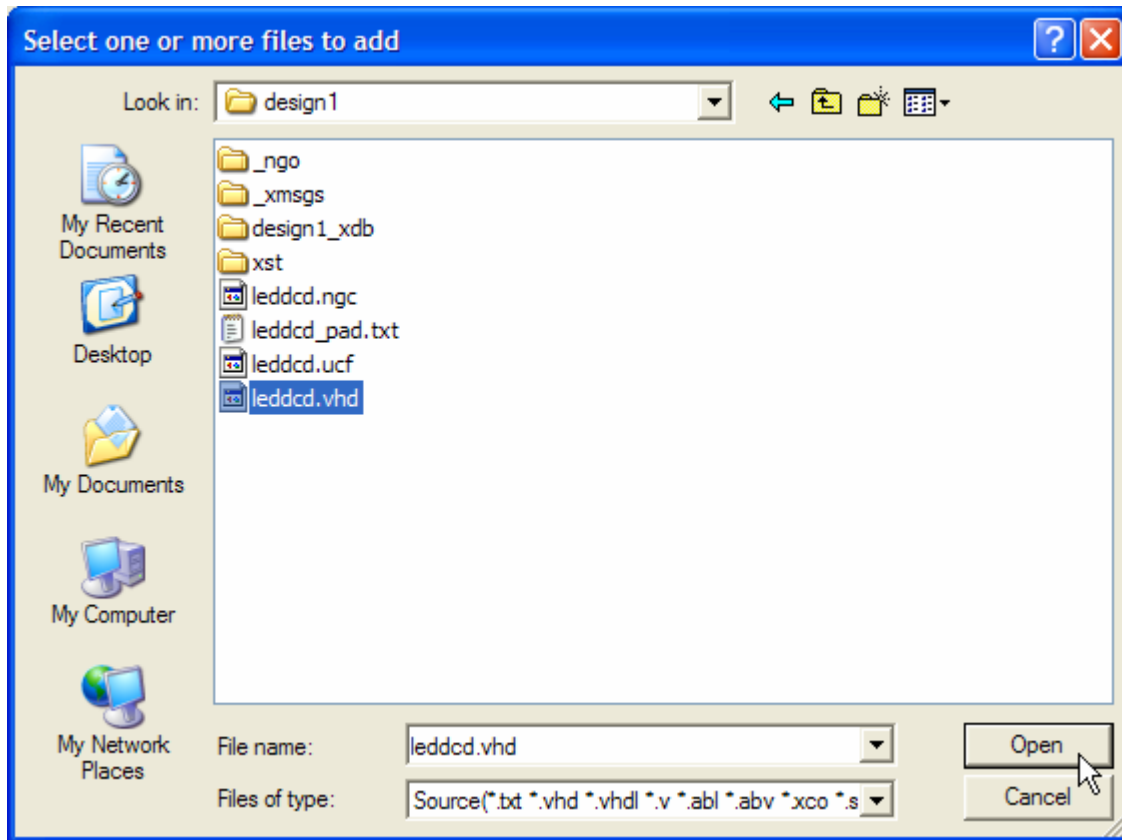 Select one or more files to add
Look in:
design1
My Recent
Documents
Desktop
My Documents
My Computer
My Network
Places
_ngo
_xmsgs
design1_xdb
xst
leddcd.ngc
leddcd_pad.txt
leddcd.ucf
leddcd.vhd
File name:
leddcd.vhd
Open
Files of type:
Source(*.txt *.vhd *.vhdl *.v *.abl *.abv *.xco *.s
Cancel